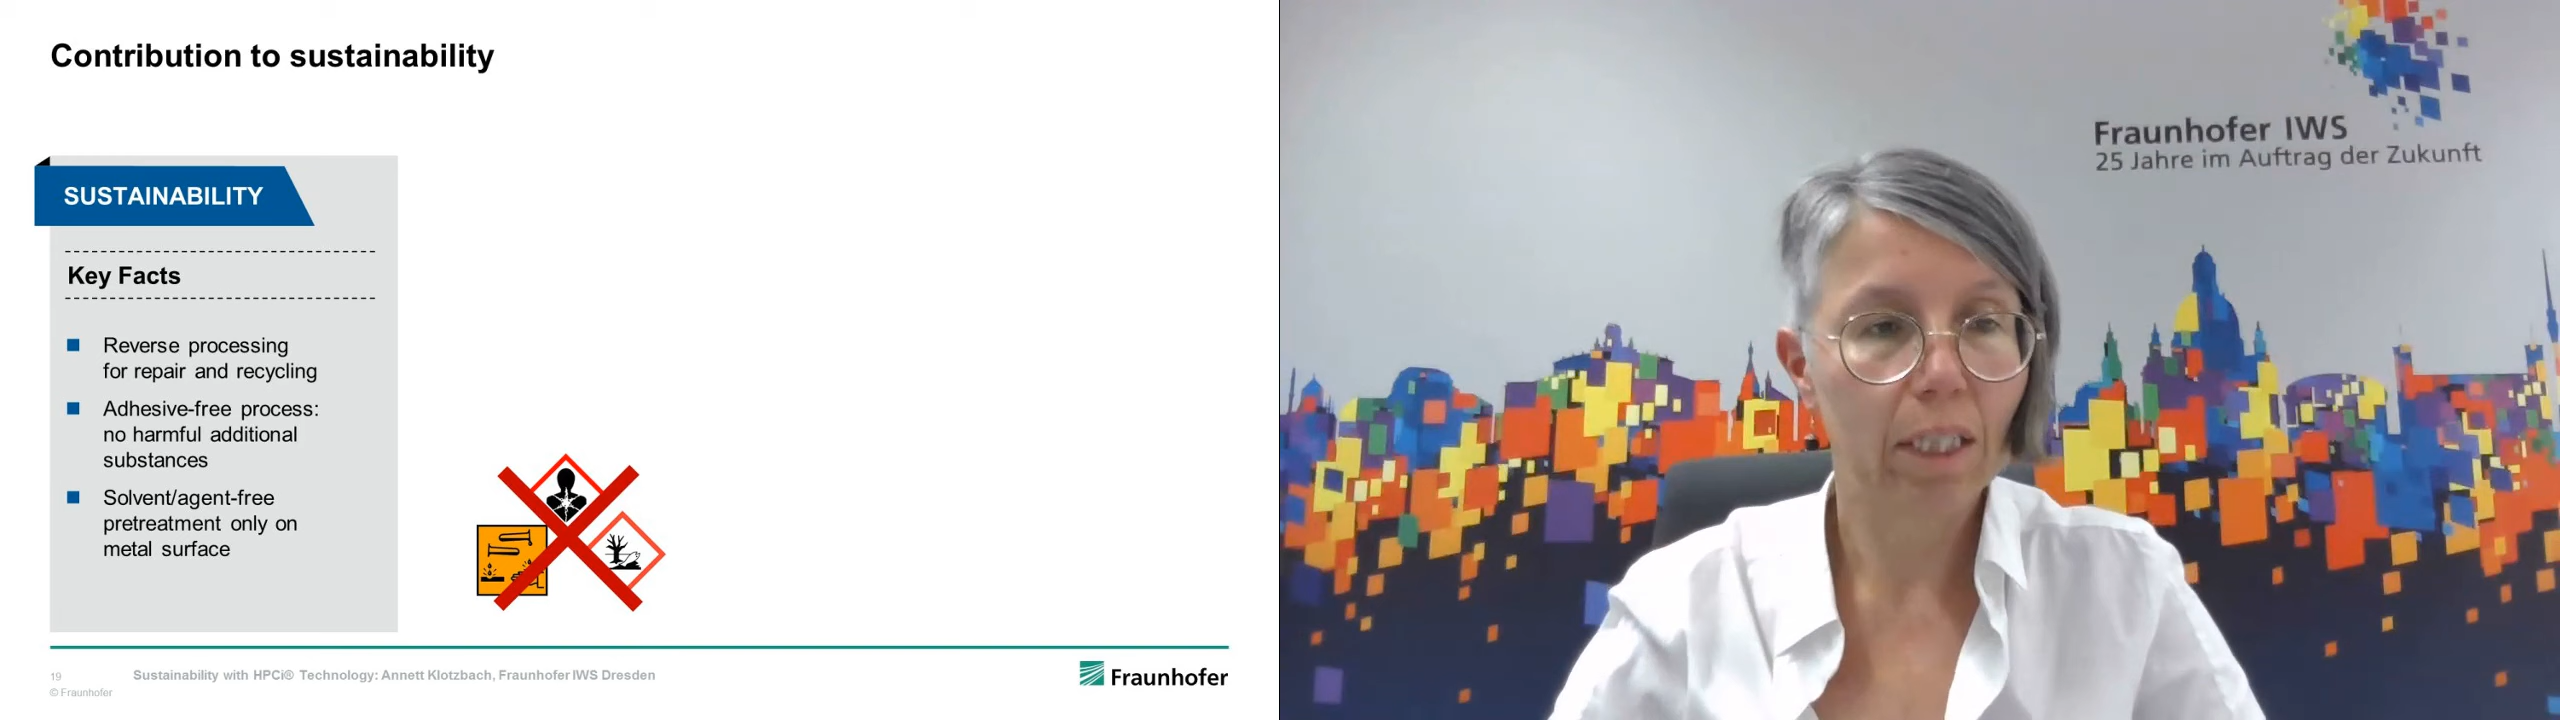 Contribution to sustainability
SUSTAINABILITY
Key Facts
Reverse processing
for repair and recycling
Adhesive-free process:
no harmful additional
substances
Solvent/agent-free
pretreatment only on
metal surface
19
Sustainability with HPCi® Technology: Annett Klotzbach, Fraunhofer IWS Dresden
© Fraunhofer
Fraunhofer
Fraunhofer IWS
25 Jahre im Auftrag der Zukunft